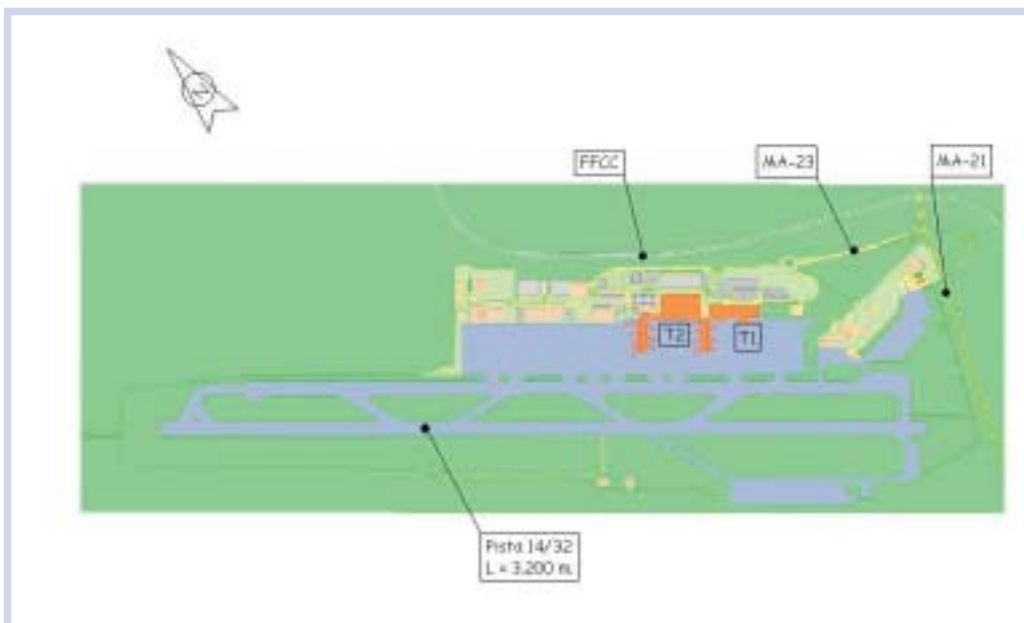 N
FFCC
MA-23
MA-21
T2
T1
Pista 14/32
L = 3.200 m.